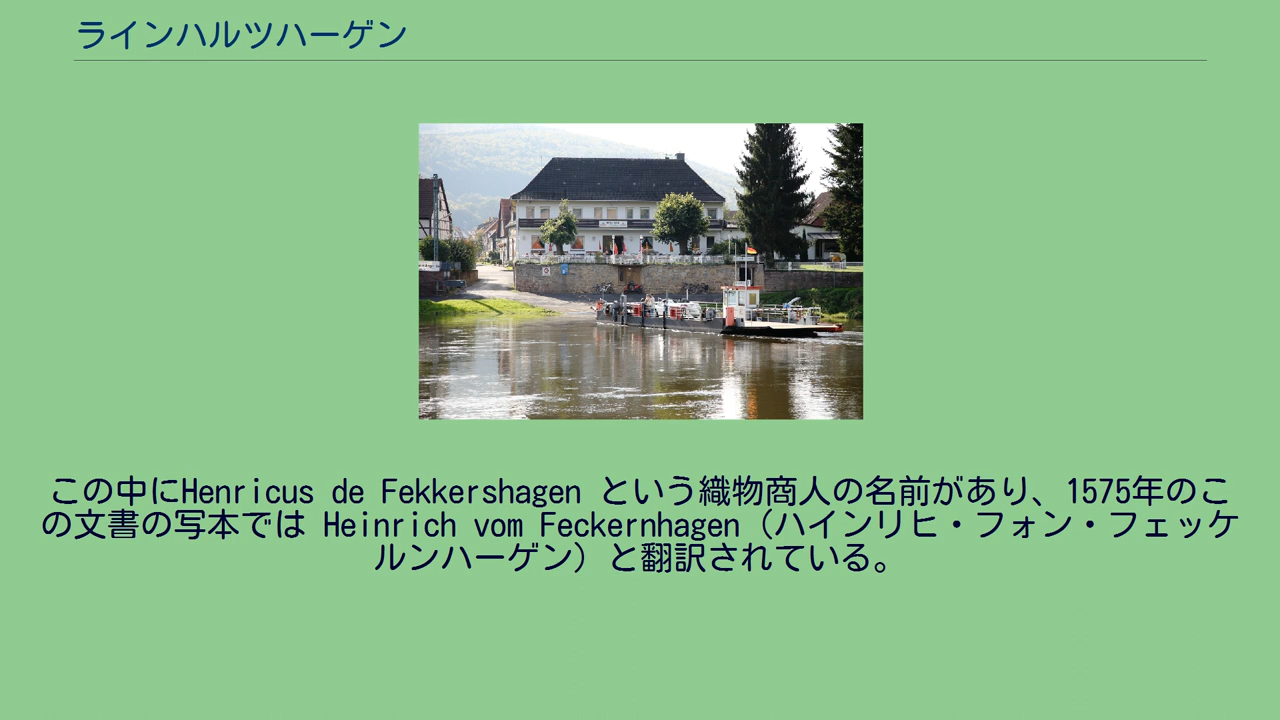 ラインハルツハーゲン
この中にHenricus de Fekkershagen という織物商人の名前があり、1575年のこ
の文書の写本では Heinrich vom Feckernhagen（ハインリヒ・フォン・フェッケ
ルンハーゲン）と翻訳されている。